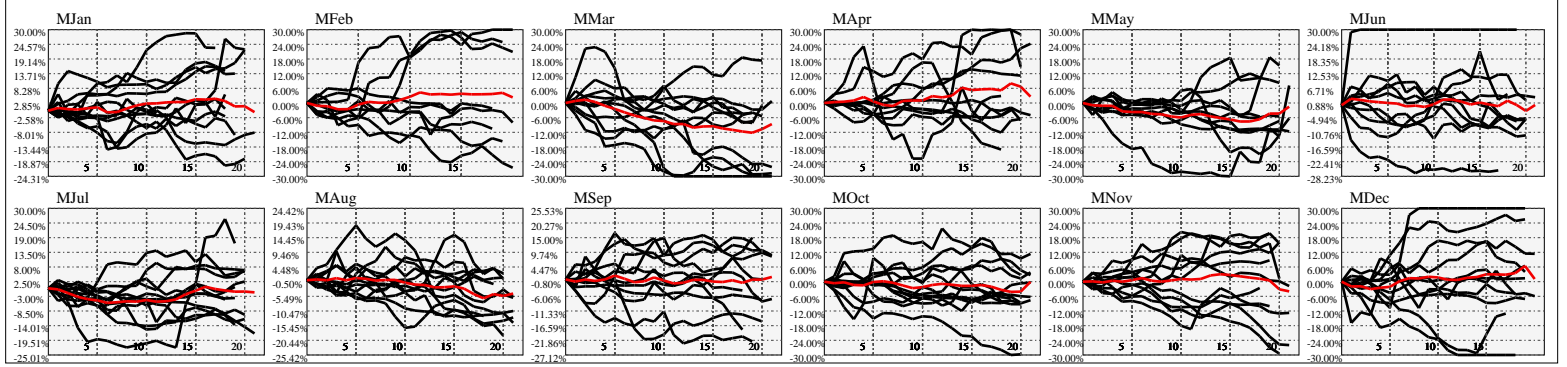 MJan MFeb MMar MApr MMay MJun
30.00% 30.00% 30.00% 30.00% 30.00% 30.00%
24.57% 24.00% 24.00% 24.00% 24.00% 24.18%
19.14% 18.00% 18.00% 18.00% 18.00% 18.35%
13.71% 12.00% 12.00% 12.00% 12.00% 12.53%
8.28% 6.00% 6.00% 6.00% 6.00% 6.71%
2.85% 0.00% 0.00% 0.00% 0.00% 0.88%
-2.58% -6.00% -6.00% -6.00% -6.00% -4.94%
-8.01% -12.00% -12.00% -12.00% -12.00% -10.76%
-13.44% -18.00% -18.00% -18.00% -18.00% -16.59%
-18.87% -24.00% -24.00% -24.00% -24.00% -22.41%
5 10 15 20 5 10 15 5 10 15 20 5 10 15 20 5 10 15 20 5 10 15 20
-24.31% -30.00% -30.00% -30.00% -30.00% -28.23%
MJul MAug MSep MOct MNov MDec
30.00% 24.42% 25.53% 30.00% 30.00% 30.00%
24.50% 19.43% 20.27% 24.00% 24.00% 24.00%
19.00% 14.45% 15.00% 18.00% 18.00% 18.00%
13.50% 9.46% 9.74% 12.00% 12.00% 12.00%
8.00% 4.48% 4.47% 6.00% 6.00% 6.00%
2.50% -0.50% -0.80% 0.00% 0.00% 0.00%
-3.00% -5.49% -6.06% -6.00% -6.00% -6.00%
-8.50% -10.47% -11.33% -12.00% -12.00% -12.00%
-14.01% -15.45% -16.59% -18.00% -18.00% -18.00%
-19.51% -20.44% -21.86% -24.00% -24.00% -24.00%
5 10 15 20 5 10 15 20 5 10 15 20 5 10 15 20 5 10 15 20 5 10 15
-25.01% -25.42% -27.12% -30.00% -30.00% -30.00%